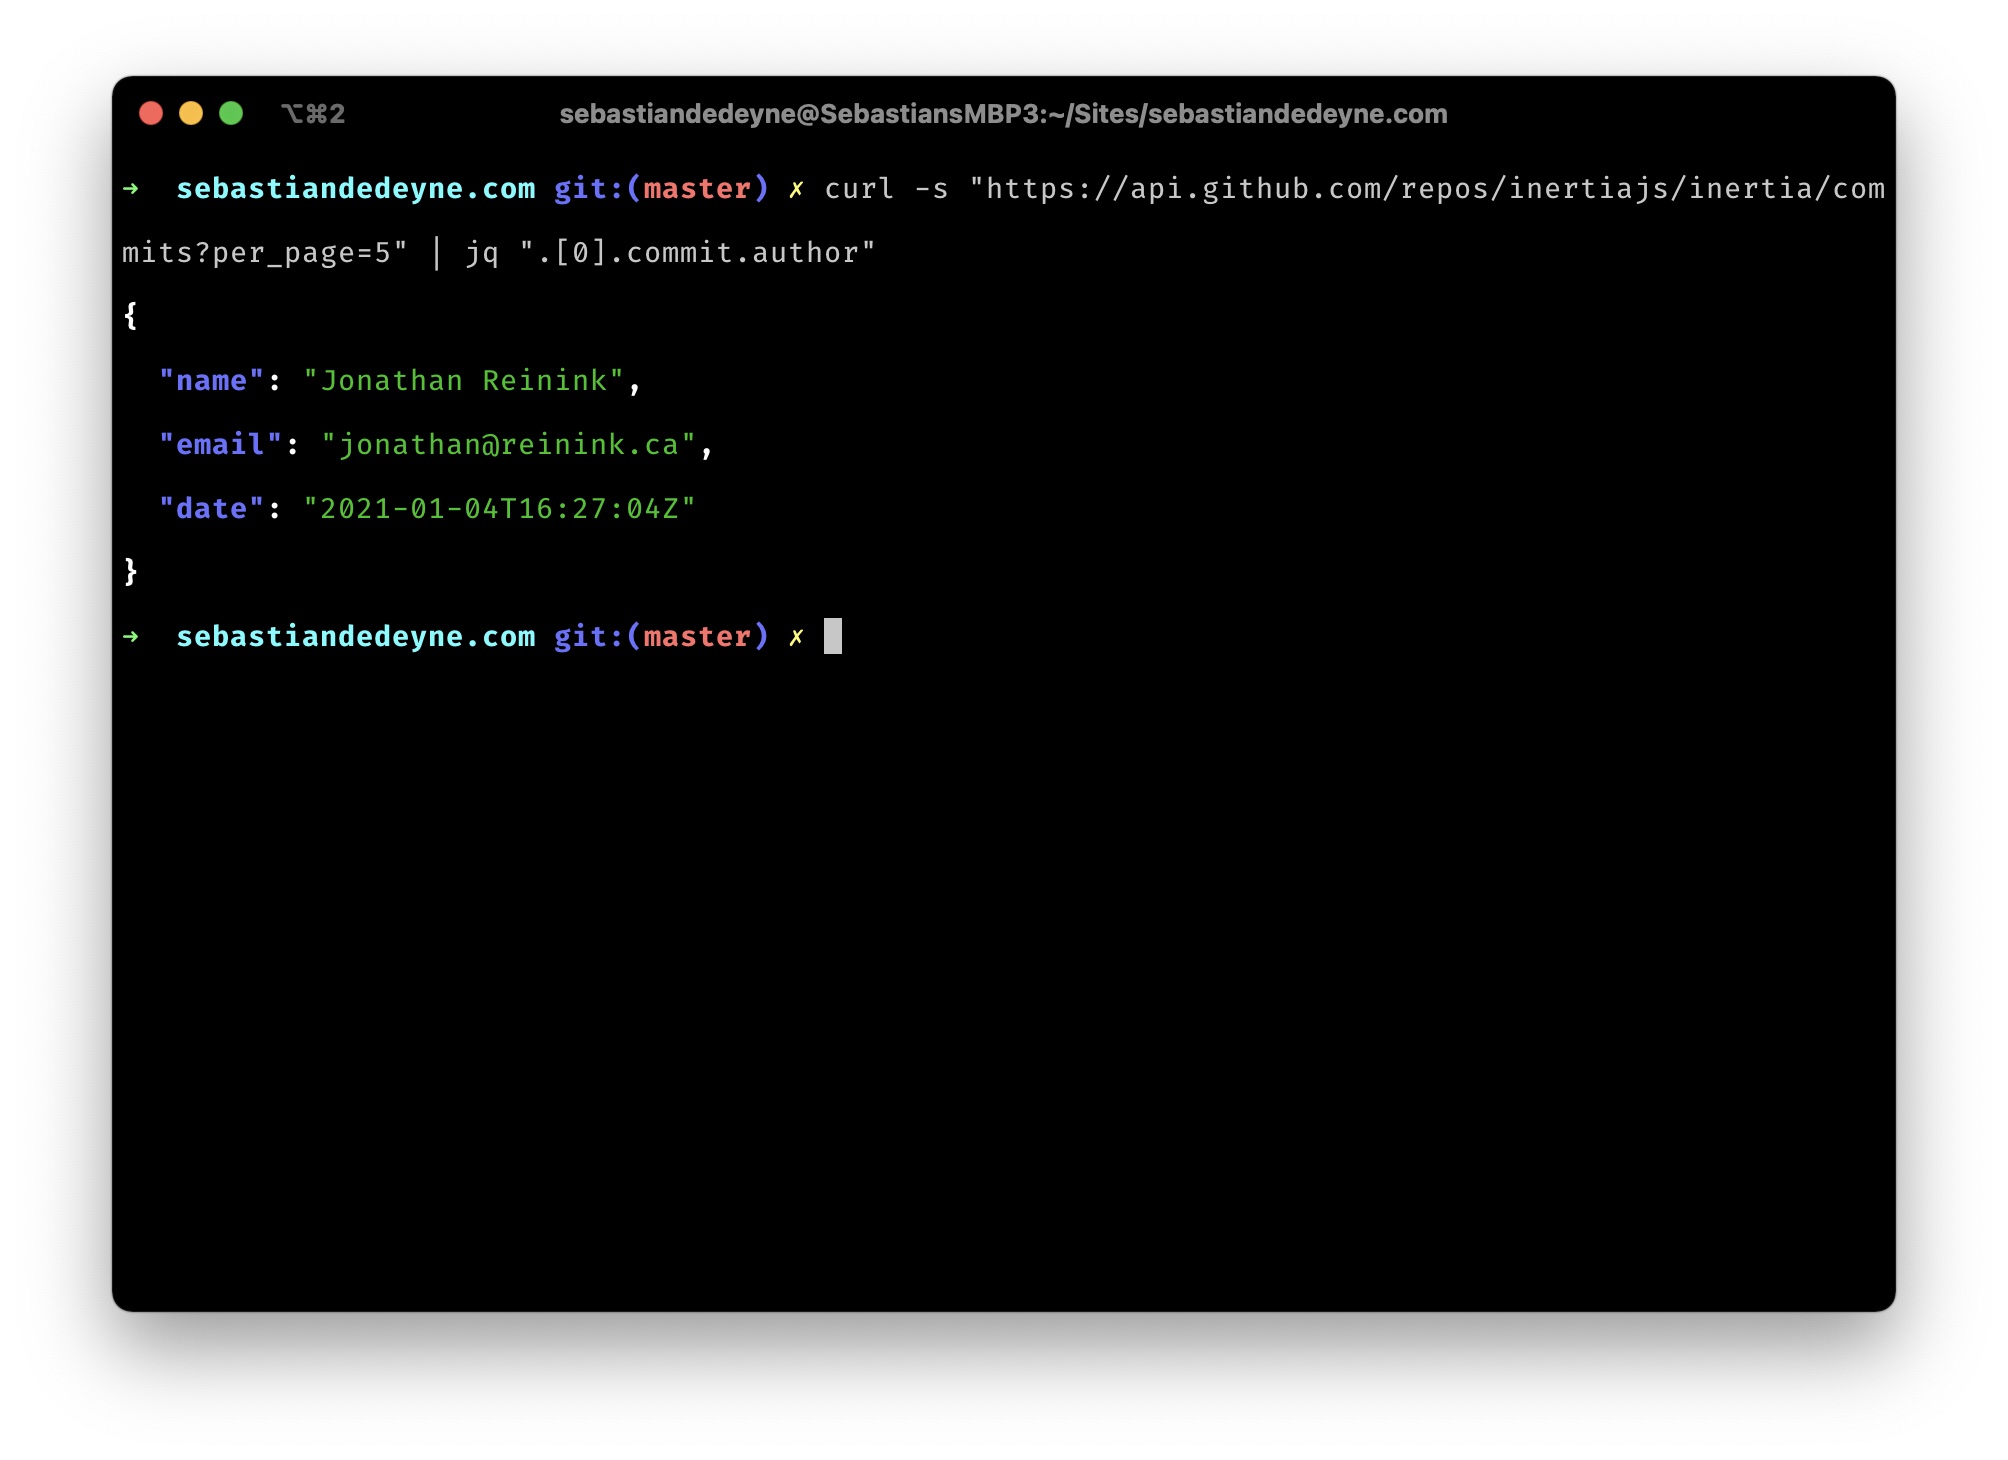 ⌥⌘2 sebastiandedeyne@SebastiansMBP3:~/Sites/sebastiandedeyne.com
➜  sebastiandedeyne.com git:(master) ✗ curl -s "https://api.github.com/repos/inertiajs/inertia/com
mits?per_page=5" | jq ".[0].commit.author"
{
  "name": "Jonathan Reinink",
  "email": "jonathan@reinink.ca",
  "date": "2021-01-04T16:27:04Z"
}
➜  sebastiandedeyne.com git:(master) ✗